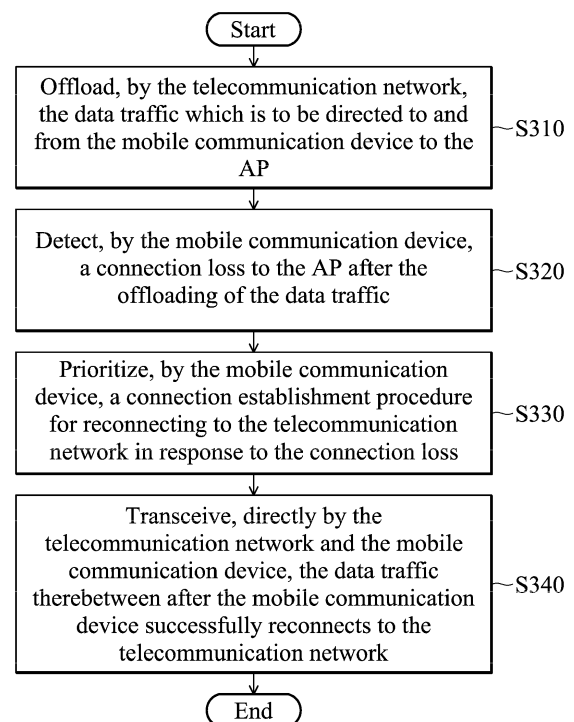 Start
Offload, by the telecommunication network,
the data traffic which is to be directed to and
from the mobile communication device to the
AP
S310
Detect, by the mobile communication device,
a connection loss to the AP after the
offloading of the data traffic
S320
Prioritize, by the mobile communication
device, a connection establishment procedure
for reconnecting to the telecommunication
network in response to the connection loss
S330
Transceive, directly by the
telecommunication network and the mobile
communication device, the data traffic
therebetween after the mobile communication
device successfully reconnects to the
telecommunication network
S340
End